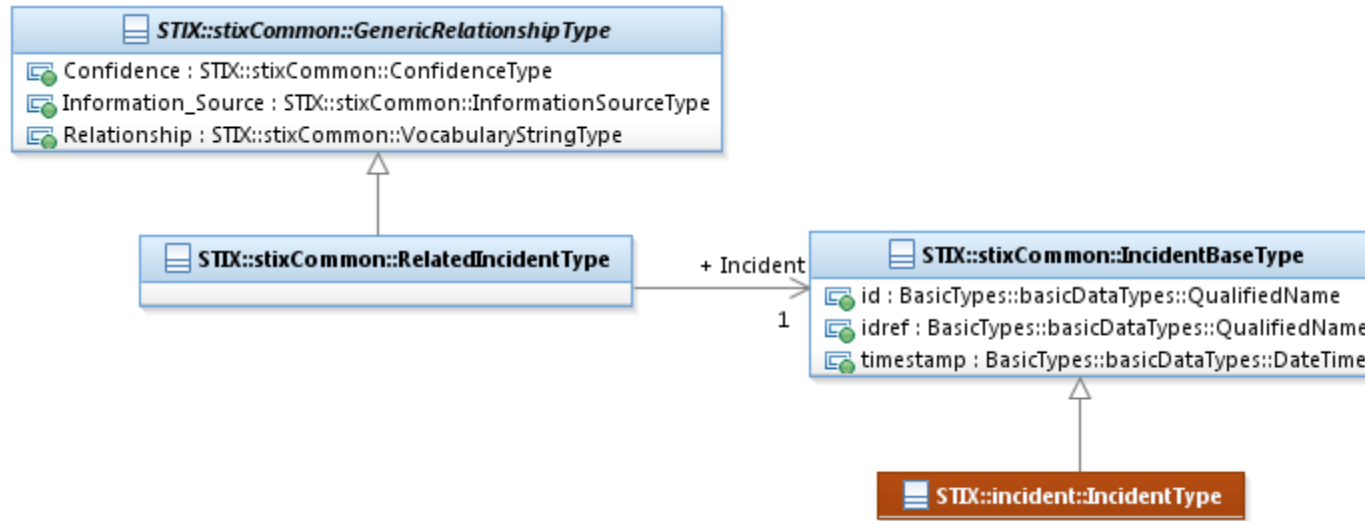 STIX::stixCommon::GenericRelationshipType
Confidence : STIX::stixCommon::ConfidenceType
Information_Source : STIX::stixCommon::InformationSourceType
Relationship : STIX::stixCommon::VocabularyStringType
STIX::stixCommon::RelatedIncidentType
+ Incident
1
STIX::stixCommon::IncidentBaseType
id : BasicTypes::basicDataTypes::QualifiedName
idref : BasicTypes::basicDataTypes::QualifiedName
timestamp : BasicTypes::basicDataTypes::DateTime
STIX::incident::IncidentType